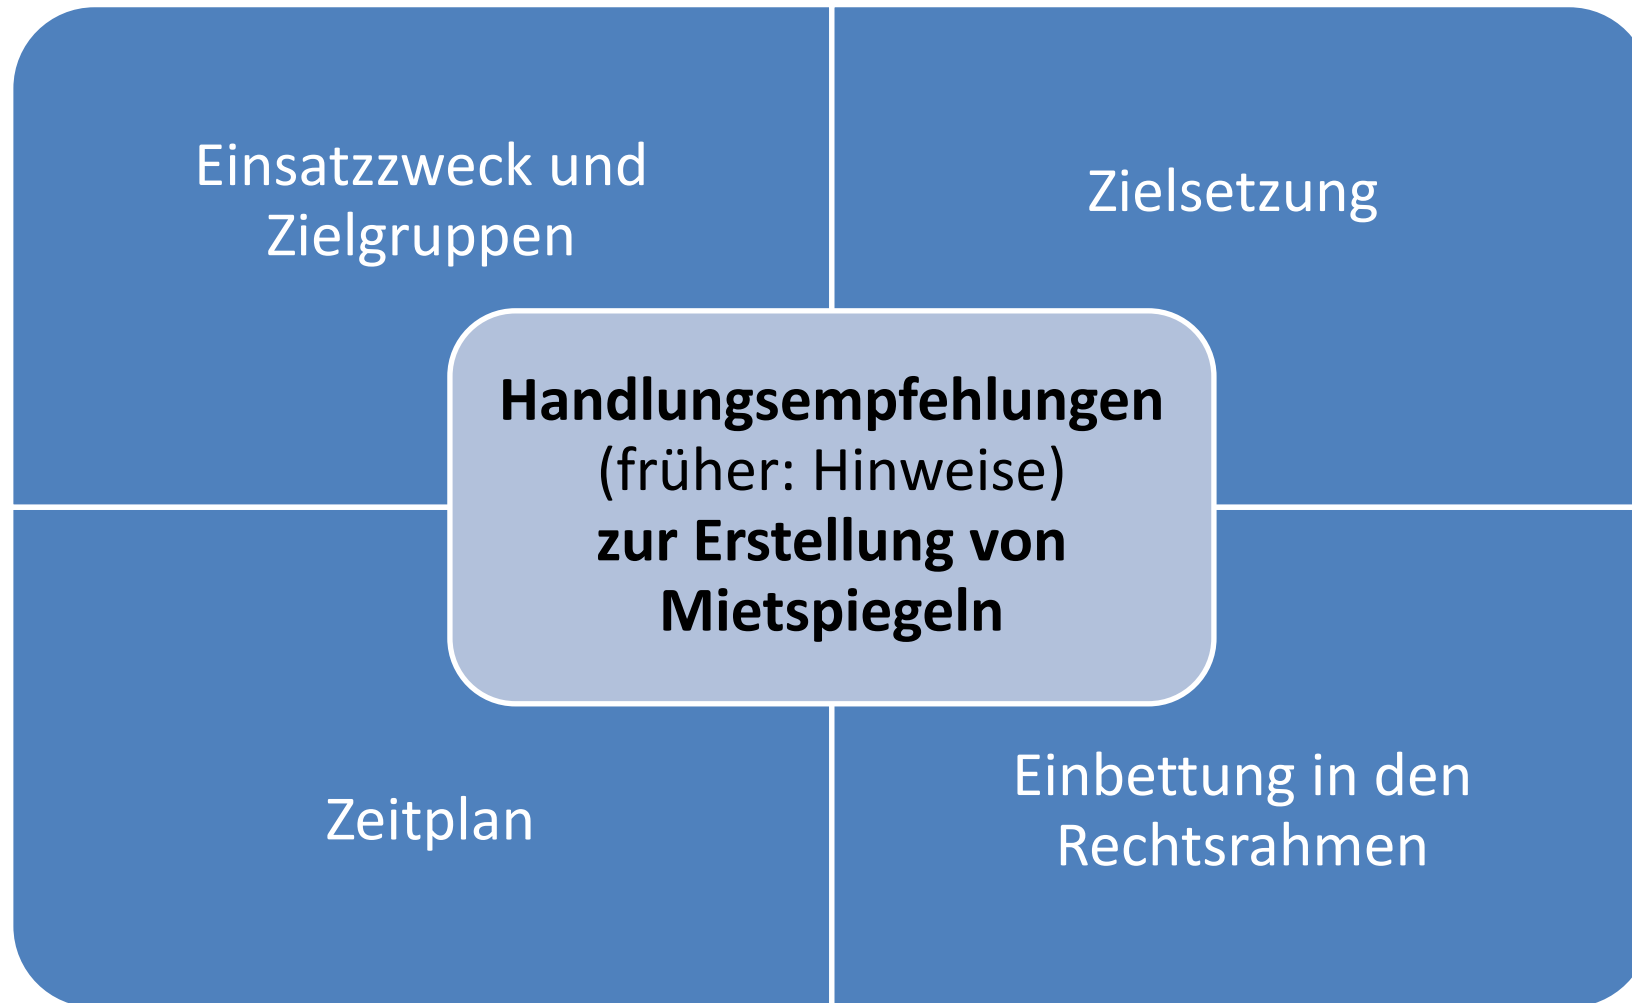 Einsatzzweck und
Zielgruppen
Zielsetzung
Handlungsempfehlungen
(früher: Hinweise)
zur Erstellung von
Mietspiegeln
Zeitplan
Einbettung in den
Rechtsrahmen